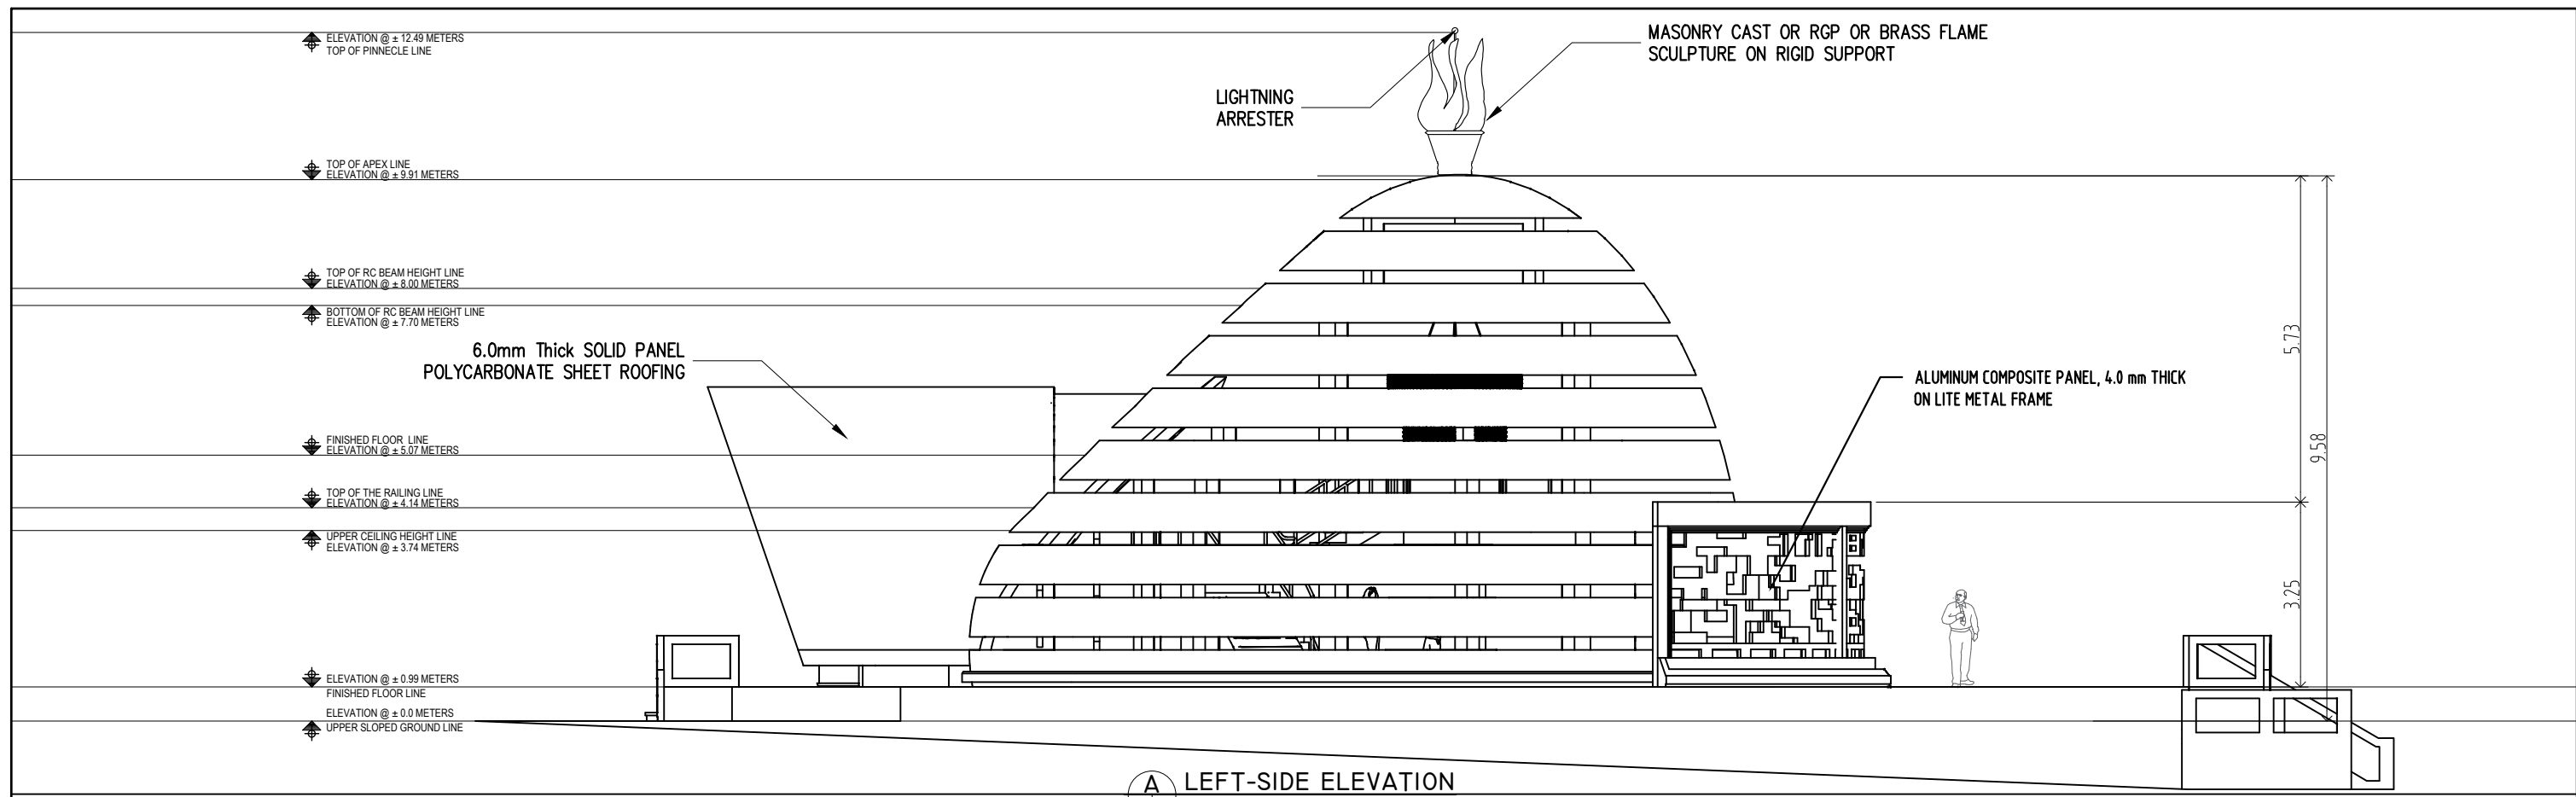 ELEVATION @ ± 12.49 METERS
TOP OF PINNECLE LINE
MASONRY CAST OR RGP OR BRASS FLAME
SCULPTURE ON RIGID SUPPORT
LIGHTNING
ARRESTER
TOP OF APEX LINE
ELEVATION @ ± 9.91 METERS
TOP OF RC BEAM HEIGHT LINE
ELEVATION @ ± 8.00 METERS
BOTTOM OF RC BEAM HEIGHT LINE
ELEVATION @ ± 7.70 METERS
5.73
6.0mm Thick SOLID PANEL
POLYCARBONATE SHEET ROOFING
ALUMINUM COMPOSITE PANEL, 4.0 mm THICK
ON LITE METAL FRAME
FINISHED FLOOR LINE
ELEVATION @ ± 5.07 METERS
9.58
TOP OF THE RAILING LINE
ELEVATION @ ± 4.14 METERS
UPPER CEILING HEIGHT LINE
ELEVATION @ ± 3.74 METERS
3.25
ELEVATION @ ± 0.99 METERS
FINISHED FLOOR LINE
ELEVATION @ ± 0.0 METERS
UPPER SLOPED GROUND LINE
A LEFT-SIDE ELEVATION